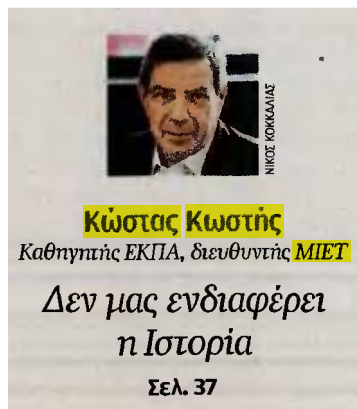 ΝΙΚΟΣ ΚΟΚΚΑΛΙΑΣ
Κώστας Κωστής
Καθηγητής ΕΚΠΑ, διευθυντής ΜΙΕΤ
Δεν μας ενδιαφέρει
η Ιστορία
Σελ. 37